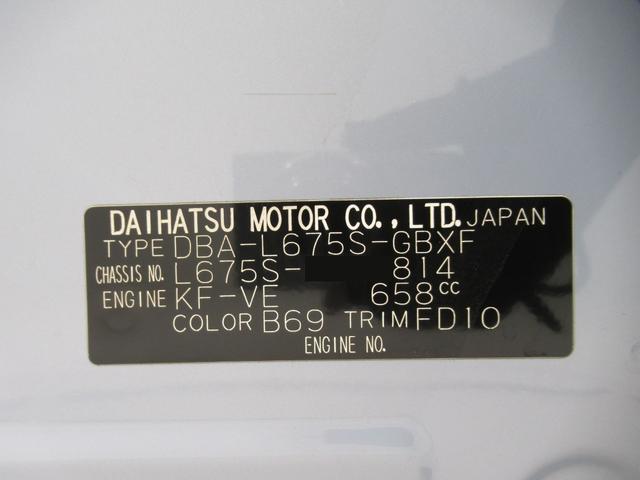 DAIHATSU MOTOR CO.,LTD. JAPAN
TYPE DBA-L675S-GBXF
CHASSIS NO. L675S- 814
ENGINE KF-VE 658cc
COLOR B69 TRIM FD10
ENGINE NO.